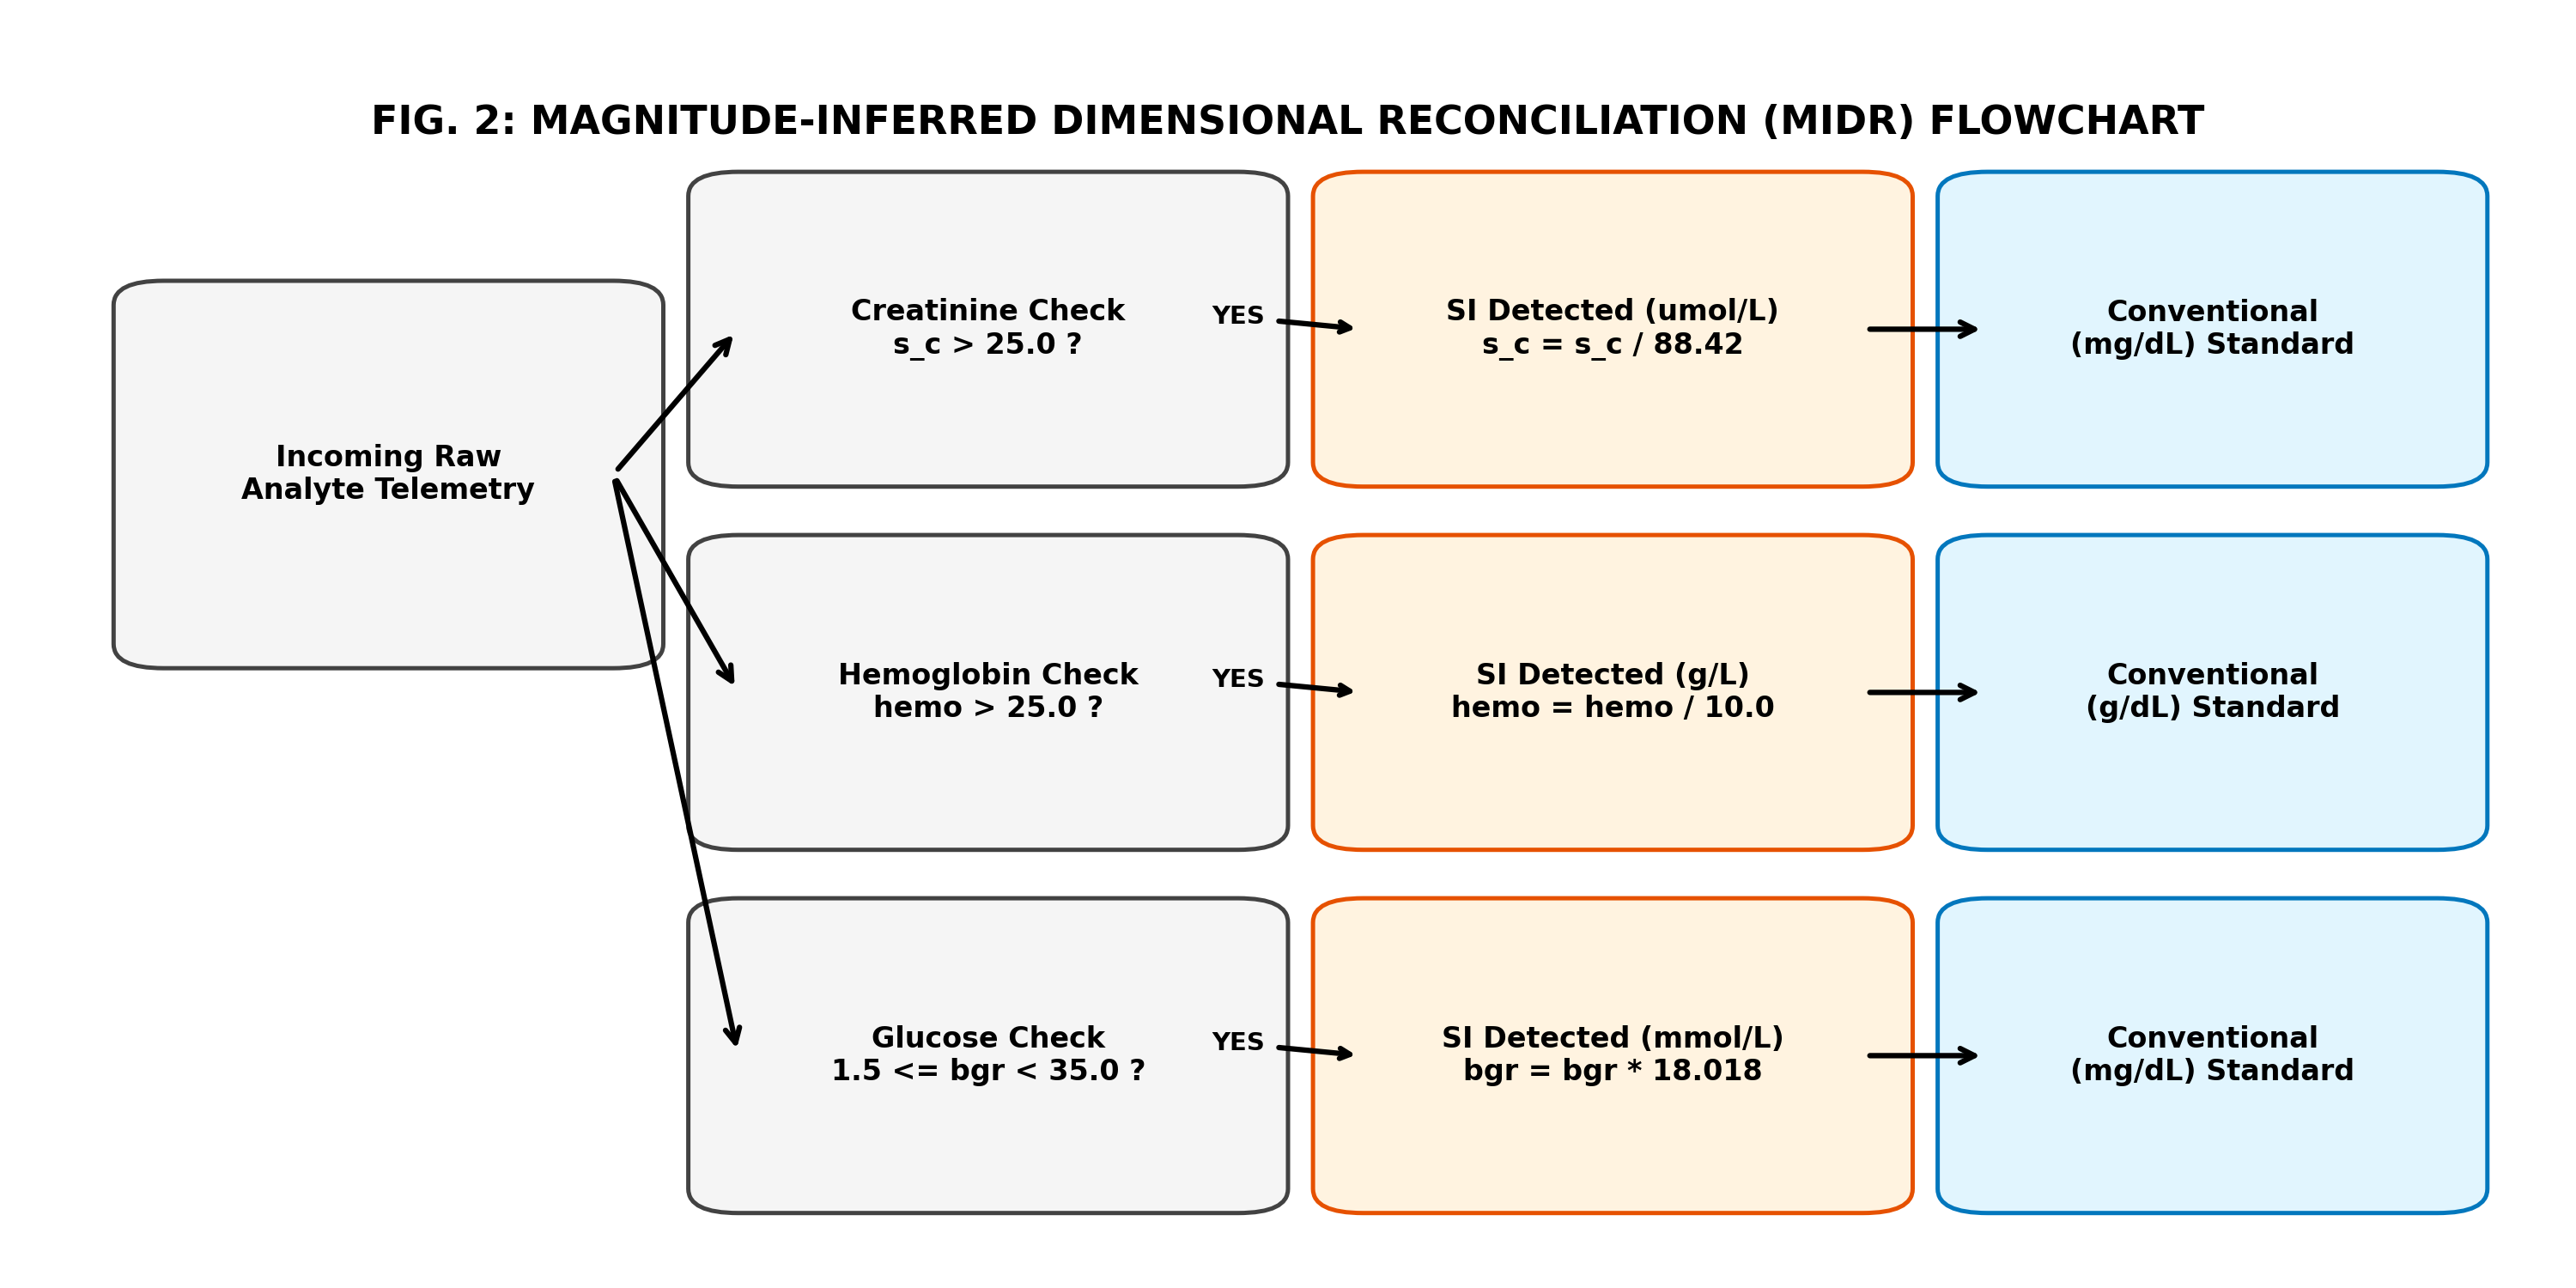 FIG. 2: MAGNITUDE-INFERRED DIMENSIONAL RECONCILIATION (MIDR) FLOWCHART
Incoming Raw
Analyte Telemetry
Creatinine Check
s_c > 25.0 ?
YES
SI Detected (umol/L)
s_c = s_c / 88.42
Conventional
(mg/dL) Standard
Hemoglobin Check
hemo > 25.0 ?
YES
SI Detected (g/L)
hemo = hemo / 10.0
Conventional
(g/dL) Standard
Glucose Check
1.5 <= bgr < 35.0 ?
YES
SI Detected (mmol/L)
bgr = bgr * 18.018
Conventional
(mg/dL) Standard